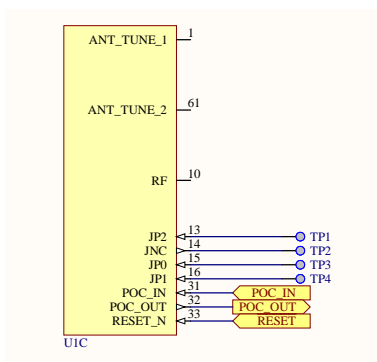 ANT_TUNE_1 1
ANT_TUNE_2 61
RF 10
JP2 13 TP1
JNC 14 TP2
JP0 15 TP3
JP1 16 TP4
POC_IN 31 POC_IN
POC_OUT 32 POC_OUT
RESET_N 33 RESET
U1C